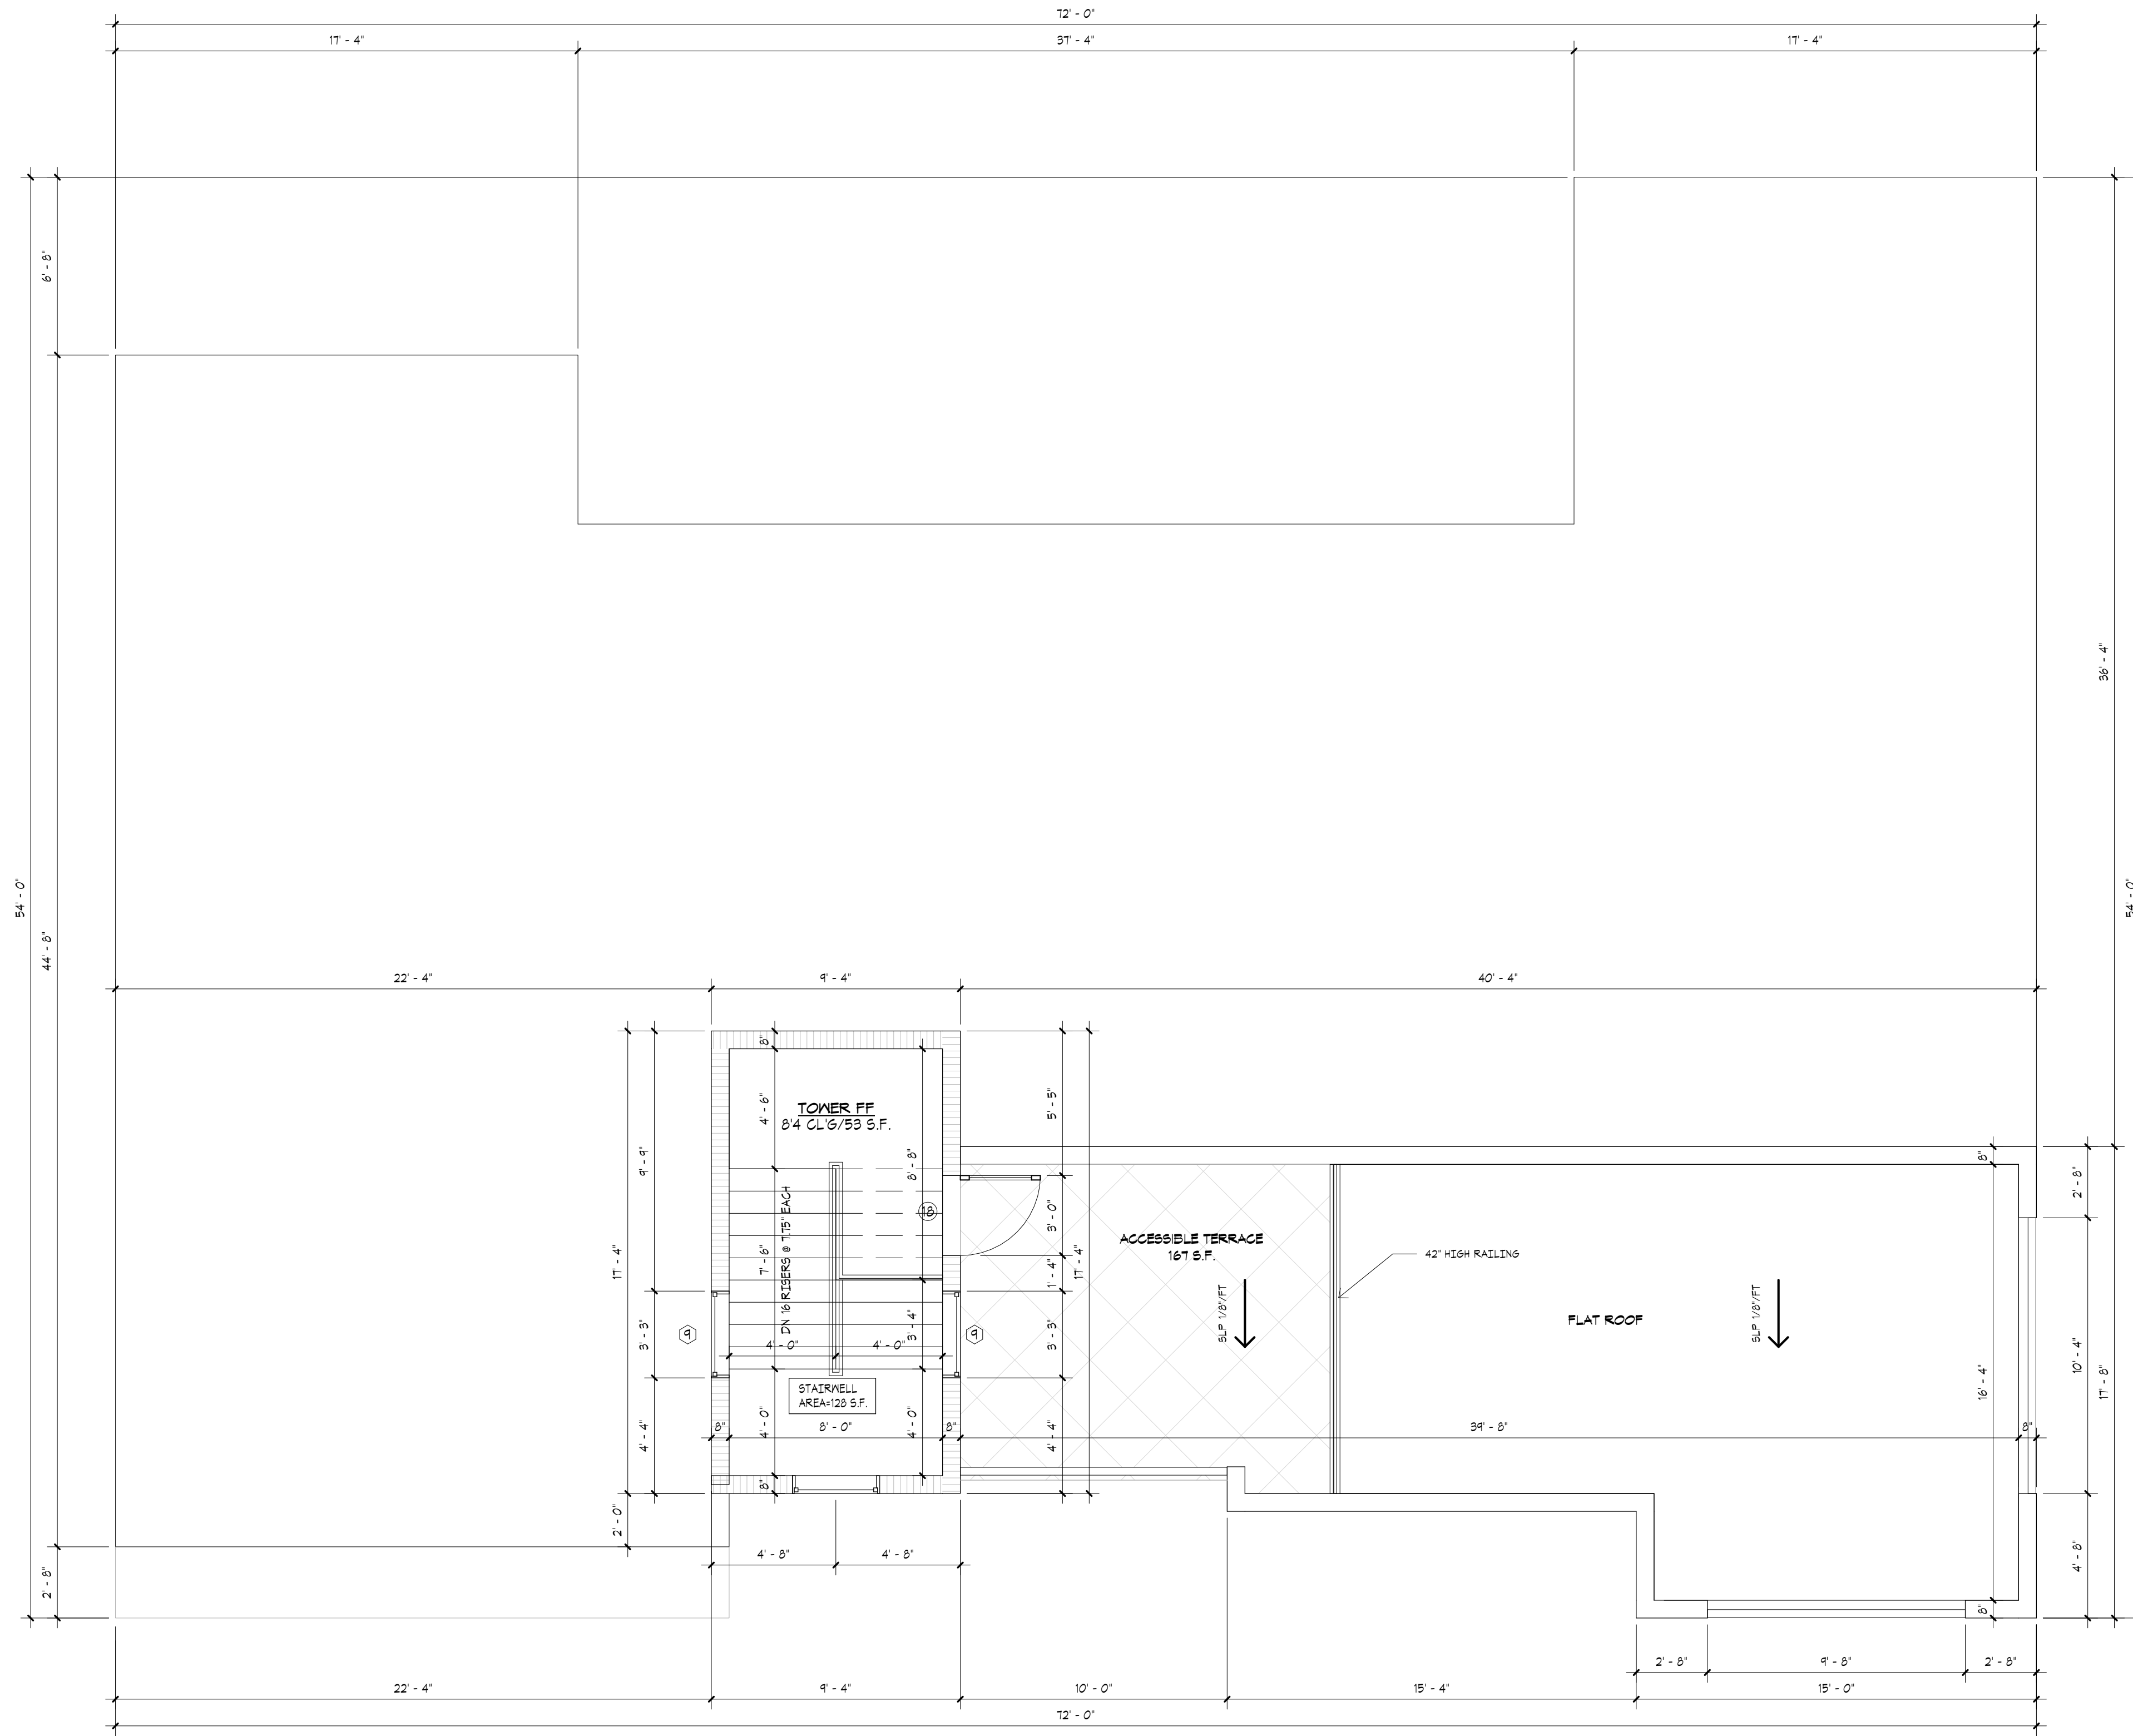 72' - 0"
17' - 4"
37' - 4"
17' - 4"
6' - 8"
36' - 4"
54' - 0"
44' - 8"
54' - 0"
22' - 4"
9' - 4"
40' - 4"
8"
4' - 6"
TOWER FF
8'4 CL'G/53 S.F.
5' - 5"
9' - 9"
8' - 8"
8"
2' - 8"
18
3' - 0"
ACCESSIBLE TERRACE
167 S.F.
17' - 4"
7' - 6"
DN 16 RISERS @ 7.75" EACH
1' - 4"
17' - 4"
42" HIGH RAILING
SLP 1/8"/FT
FLAT ROOF
SLP 1/8"/FT
9
3' - 3"
3' - 4"
9
3' - 3"
4' - 0"
4' - 0"
16' - 4"
10' - 4"
17' - 8"
STAIRWELL
AREA=128 S.F.
4' - 4"
8"
4' - 0"
8' - 0"
4' - 0"
8"
4' - 4"
39' - 8"
8"
8"
2' - 0"
4' - 8"
4' - 8"
4' - 8"
2' - 8"
8"
2' - 8"
9' - 8"
2' - 8"
22' - 4"
9' - 4"
10' - 0"
15' - 4"
15' - 0"
72' - 0"